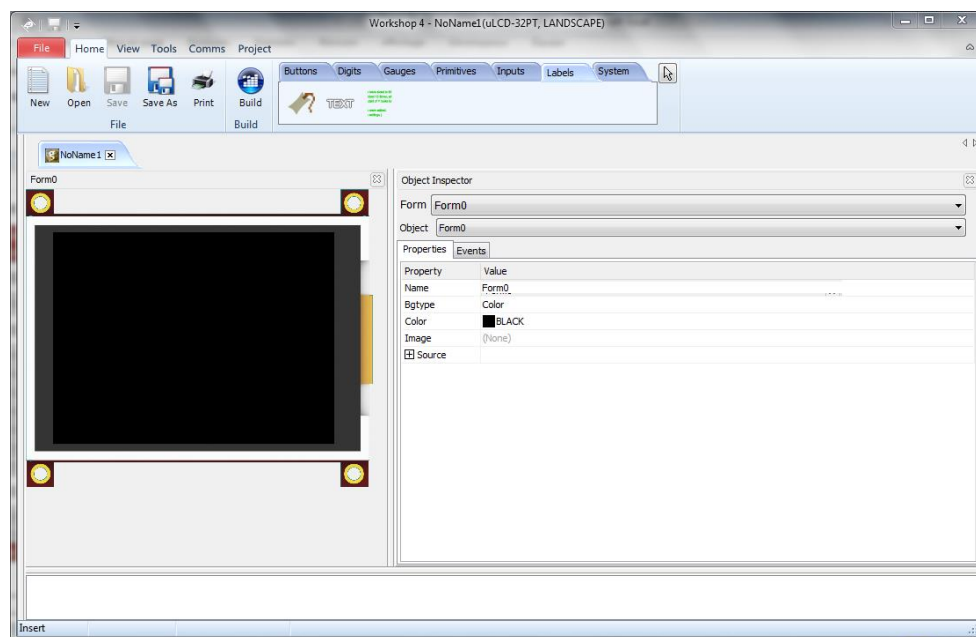 Workshop 4 - NoName1(uLCD-32PT, LANDSCAPE)
File Home View Tools Comms Project
Buttons Digits Gauges Primitives Inputs Labels System
TEXT
New Open Save Save As Print Build
File Build
NoName1
Form0
Object Inspector
Form Form0
Object Form0
Properties Events
Property Value
Name Form0
Bgtype Color
Color BLACK
Image (None)
Source
Insert